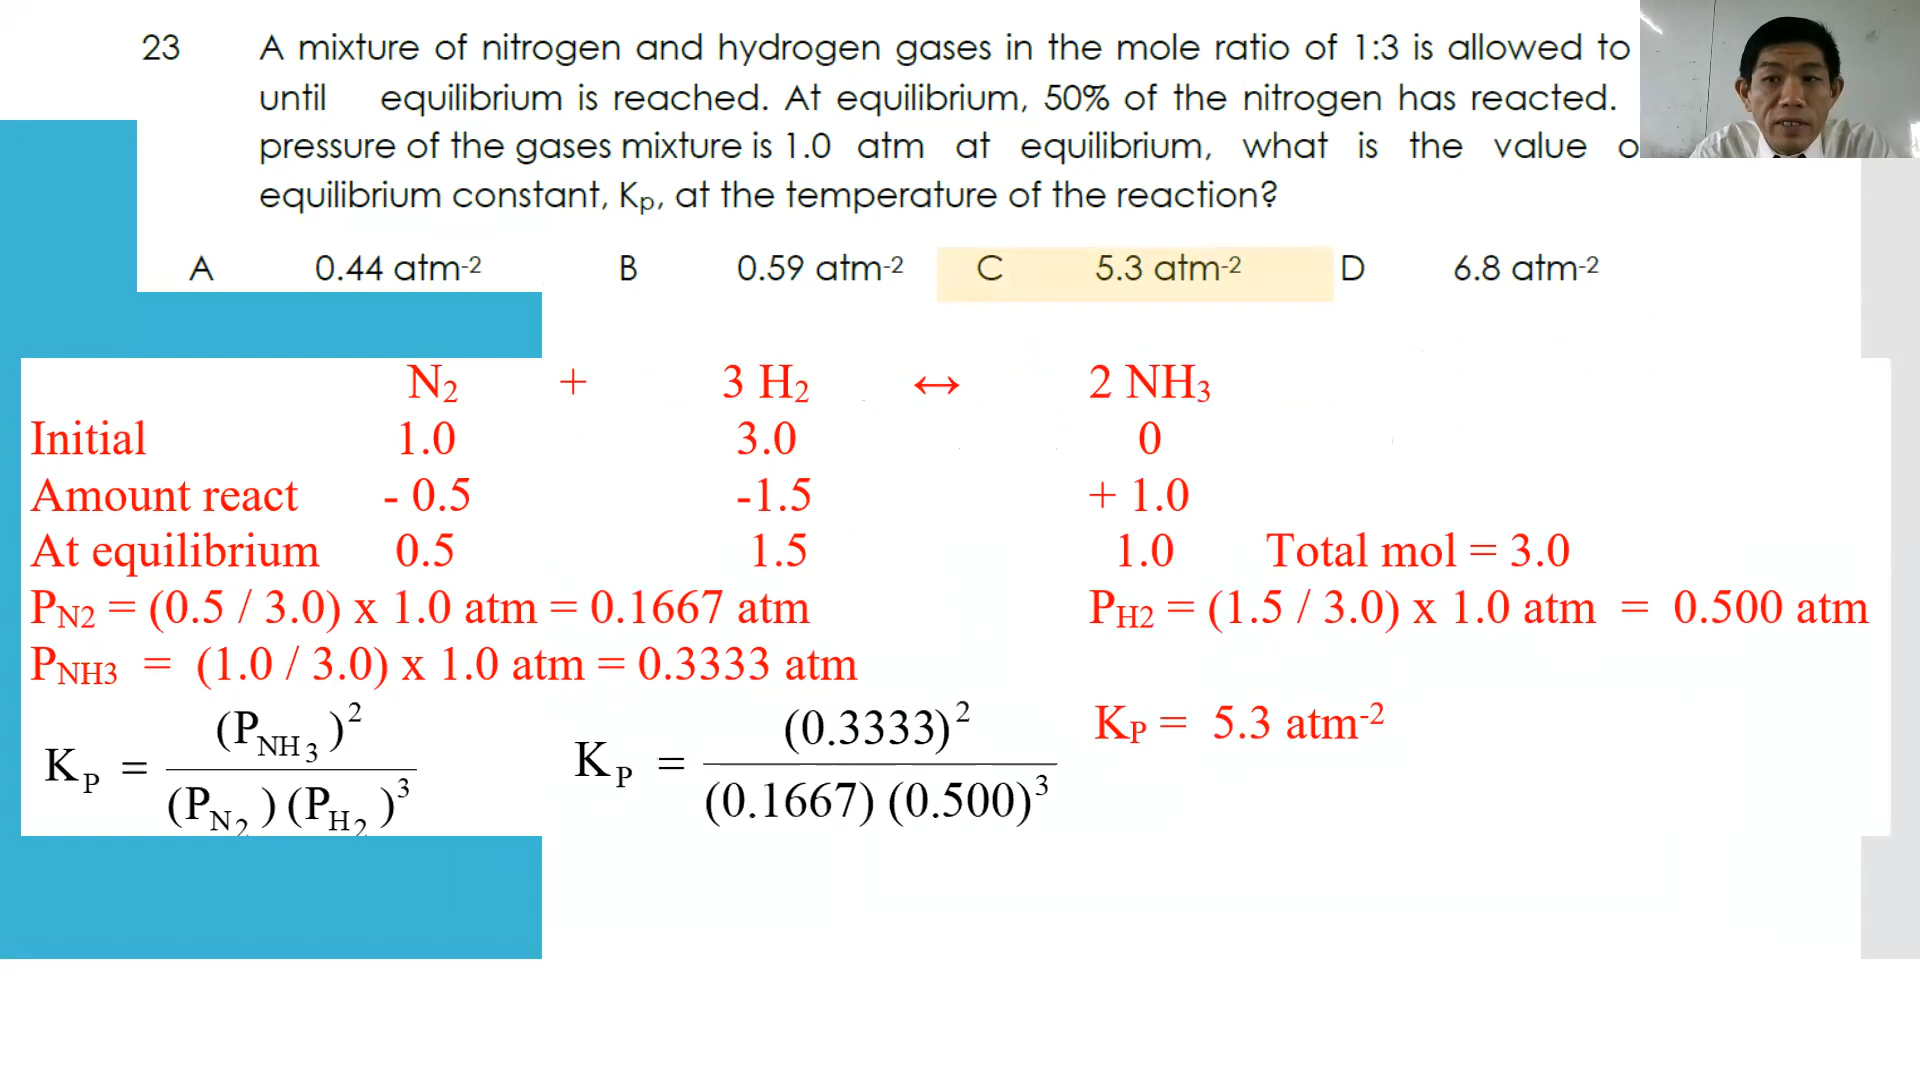 23 A mixture of nitrogen and hydrogen gases in the mole ratio of 1:3 is allowed to
until equilibrium is reached. At equilibrium, 50% of the nitrogen has reacted.
pressure of the gases mixture is 1.0 atm at equilibrium, what is the value o
equilibrium constant, Kp, at the temperature of the reaction?
A 0.44 atm-2 B 0.59 atm-2 C 5.3 atm-2 D 6.8 atm-2
N2 + 3 H2 ↔ 2 NH3
Initial 1.0 3.0 0
Amount react - 0.5 -1.5 + 1.0
At equilibrium 0.5 1.5 1.0 Total mol = 3.0
PN2 = (0.5 / 3.0) x 1.0 atm = 0.1667 atm PH2 = (1.5 / 3.0) x 1.0 atm = 0.500 atm
PNH3 = (1.0 / 3.0) x 1.0 atm = 0.3333 atm
KP = (PNH3)2 / (PN2) (PH2)3 KP = (0.3333)2 / (0.1667) (0.500)3 KP = 5.3 atm-2